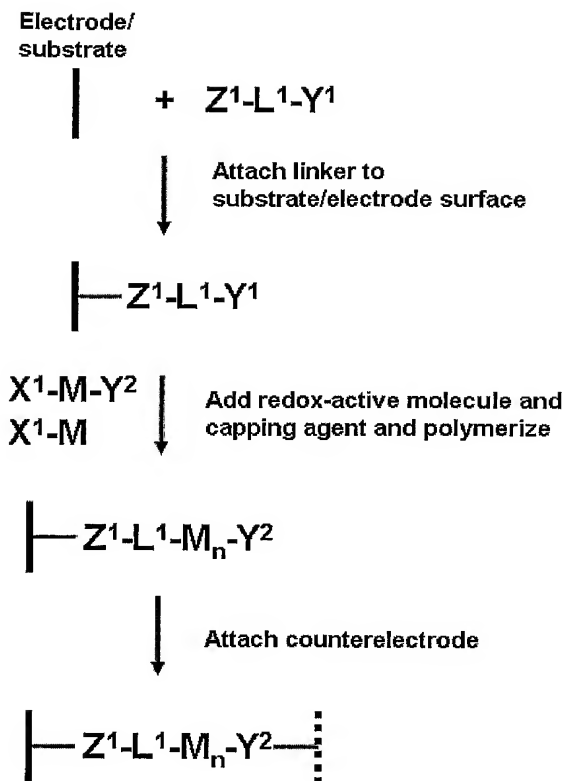 Electrode/
substrate
+ Z¹-L¹-Y¹
Attach linker to
substrate/electrode surface
Z¹-L¹-Y¹
X¹-M-Y²
X¹-M
Add redox-active molecule and
capping agent and polymerize
Z¹-L¹-Mₙ-Y²
Attach counterelectrode
Z¹-L¹-Mₙ-Y²